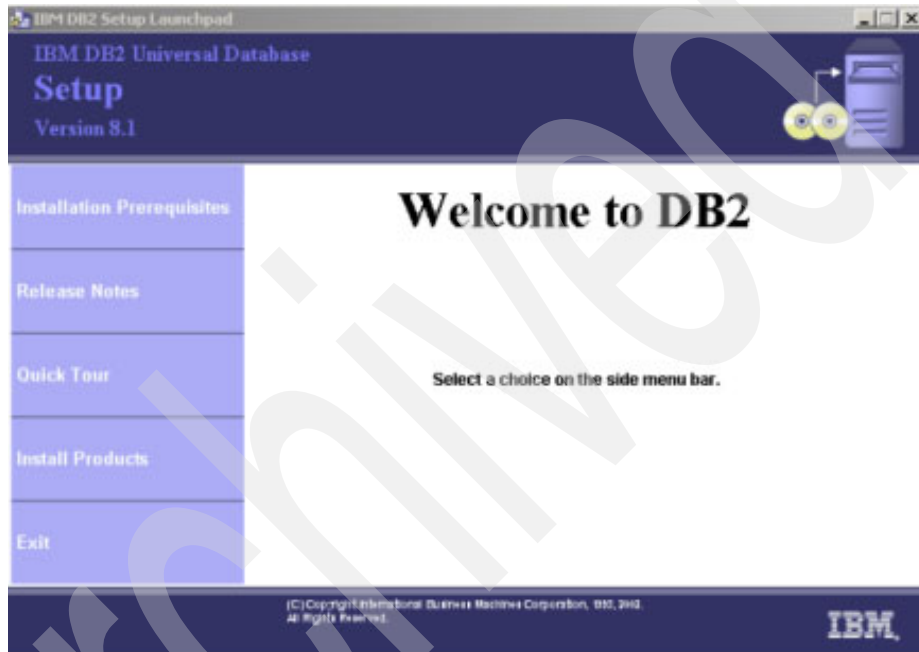 IBM DB2 Setup Launchpad
IBM DB2 Universal Database
Setup
Version 8.1
Installation Prerequisites
Release Notes
Quick Tour
Install Products
Exit
Welcome to DB2
Select a choice on the side menu bar.
(C) Copyright International Business Machines Corporation,
All Rights Reserved.
IBM